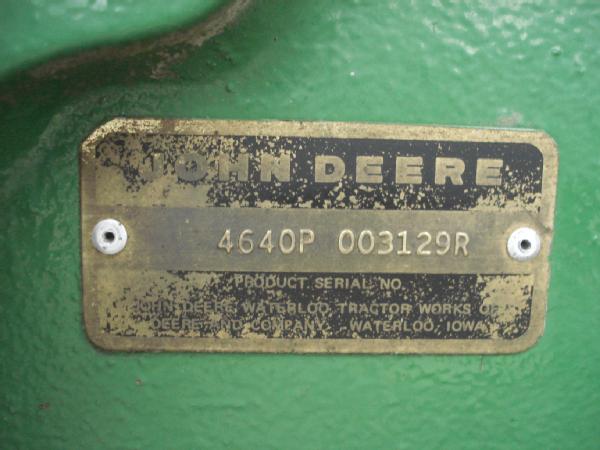 JOHN DEERE
4640P 003129R
PRODUCT SERIAL NO.
JOHN DEERE WATERLOO TRACTOR WORKS OF
DEERE AND COMPANY WATERLOO, IOWA